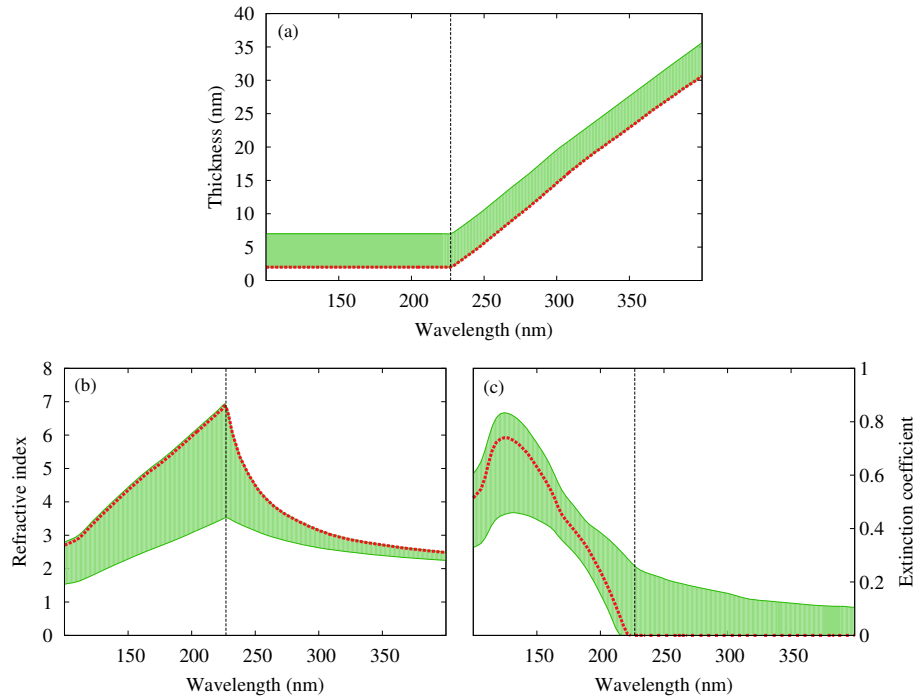 (a)
40
35
30
25
20
15
10
5
0
Thickness (nm)
150 200 250 300 350
Wavelength (nm)
(b)
8
7
6
5
4
3
2
1
0
Refractive index
150 200 250 300 350
Wavelength (nm)
(c)
1
0.8
0.6
0.4
0.2
0
Extinction coefficient
150 200 250 300 350
Wavelength (nm)